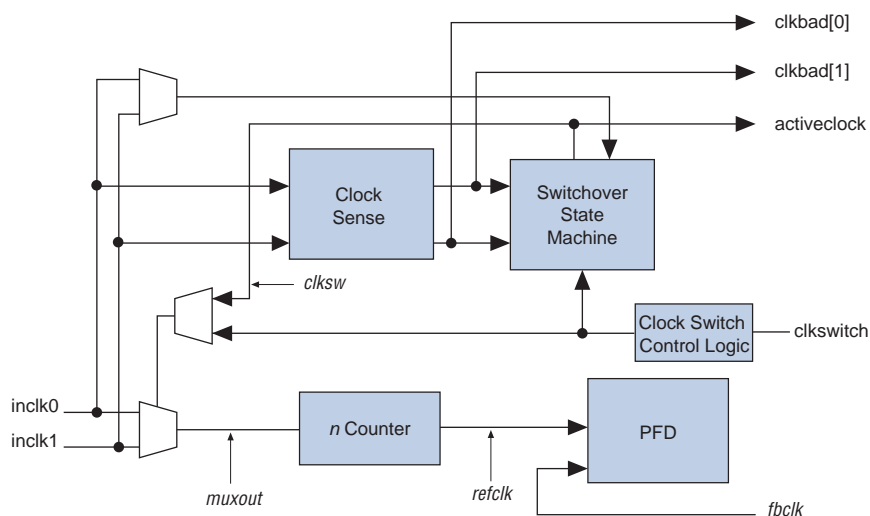 clkbad[0]
clkbad[1]
activeclock
Clock
Sense
Switchover
State
Machine
clksw
Clock Switch
Control Logic
clkswitch
inclk0
inclk1
n Counter
PFD
muxout
refclk
fbclk